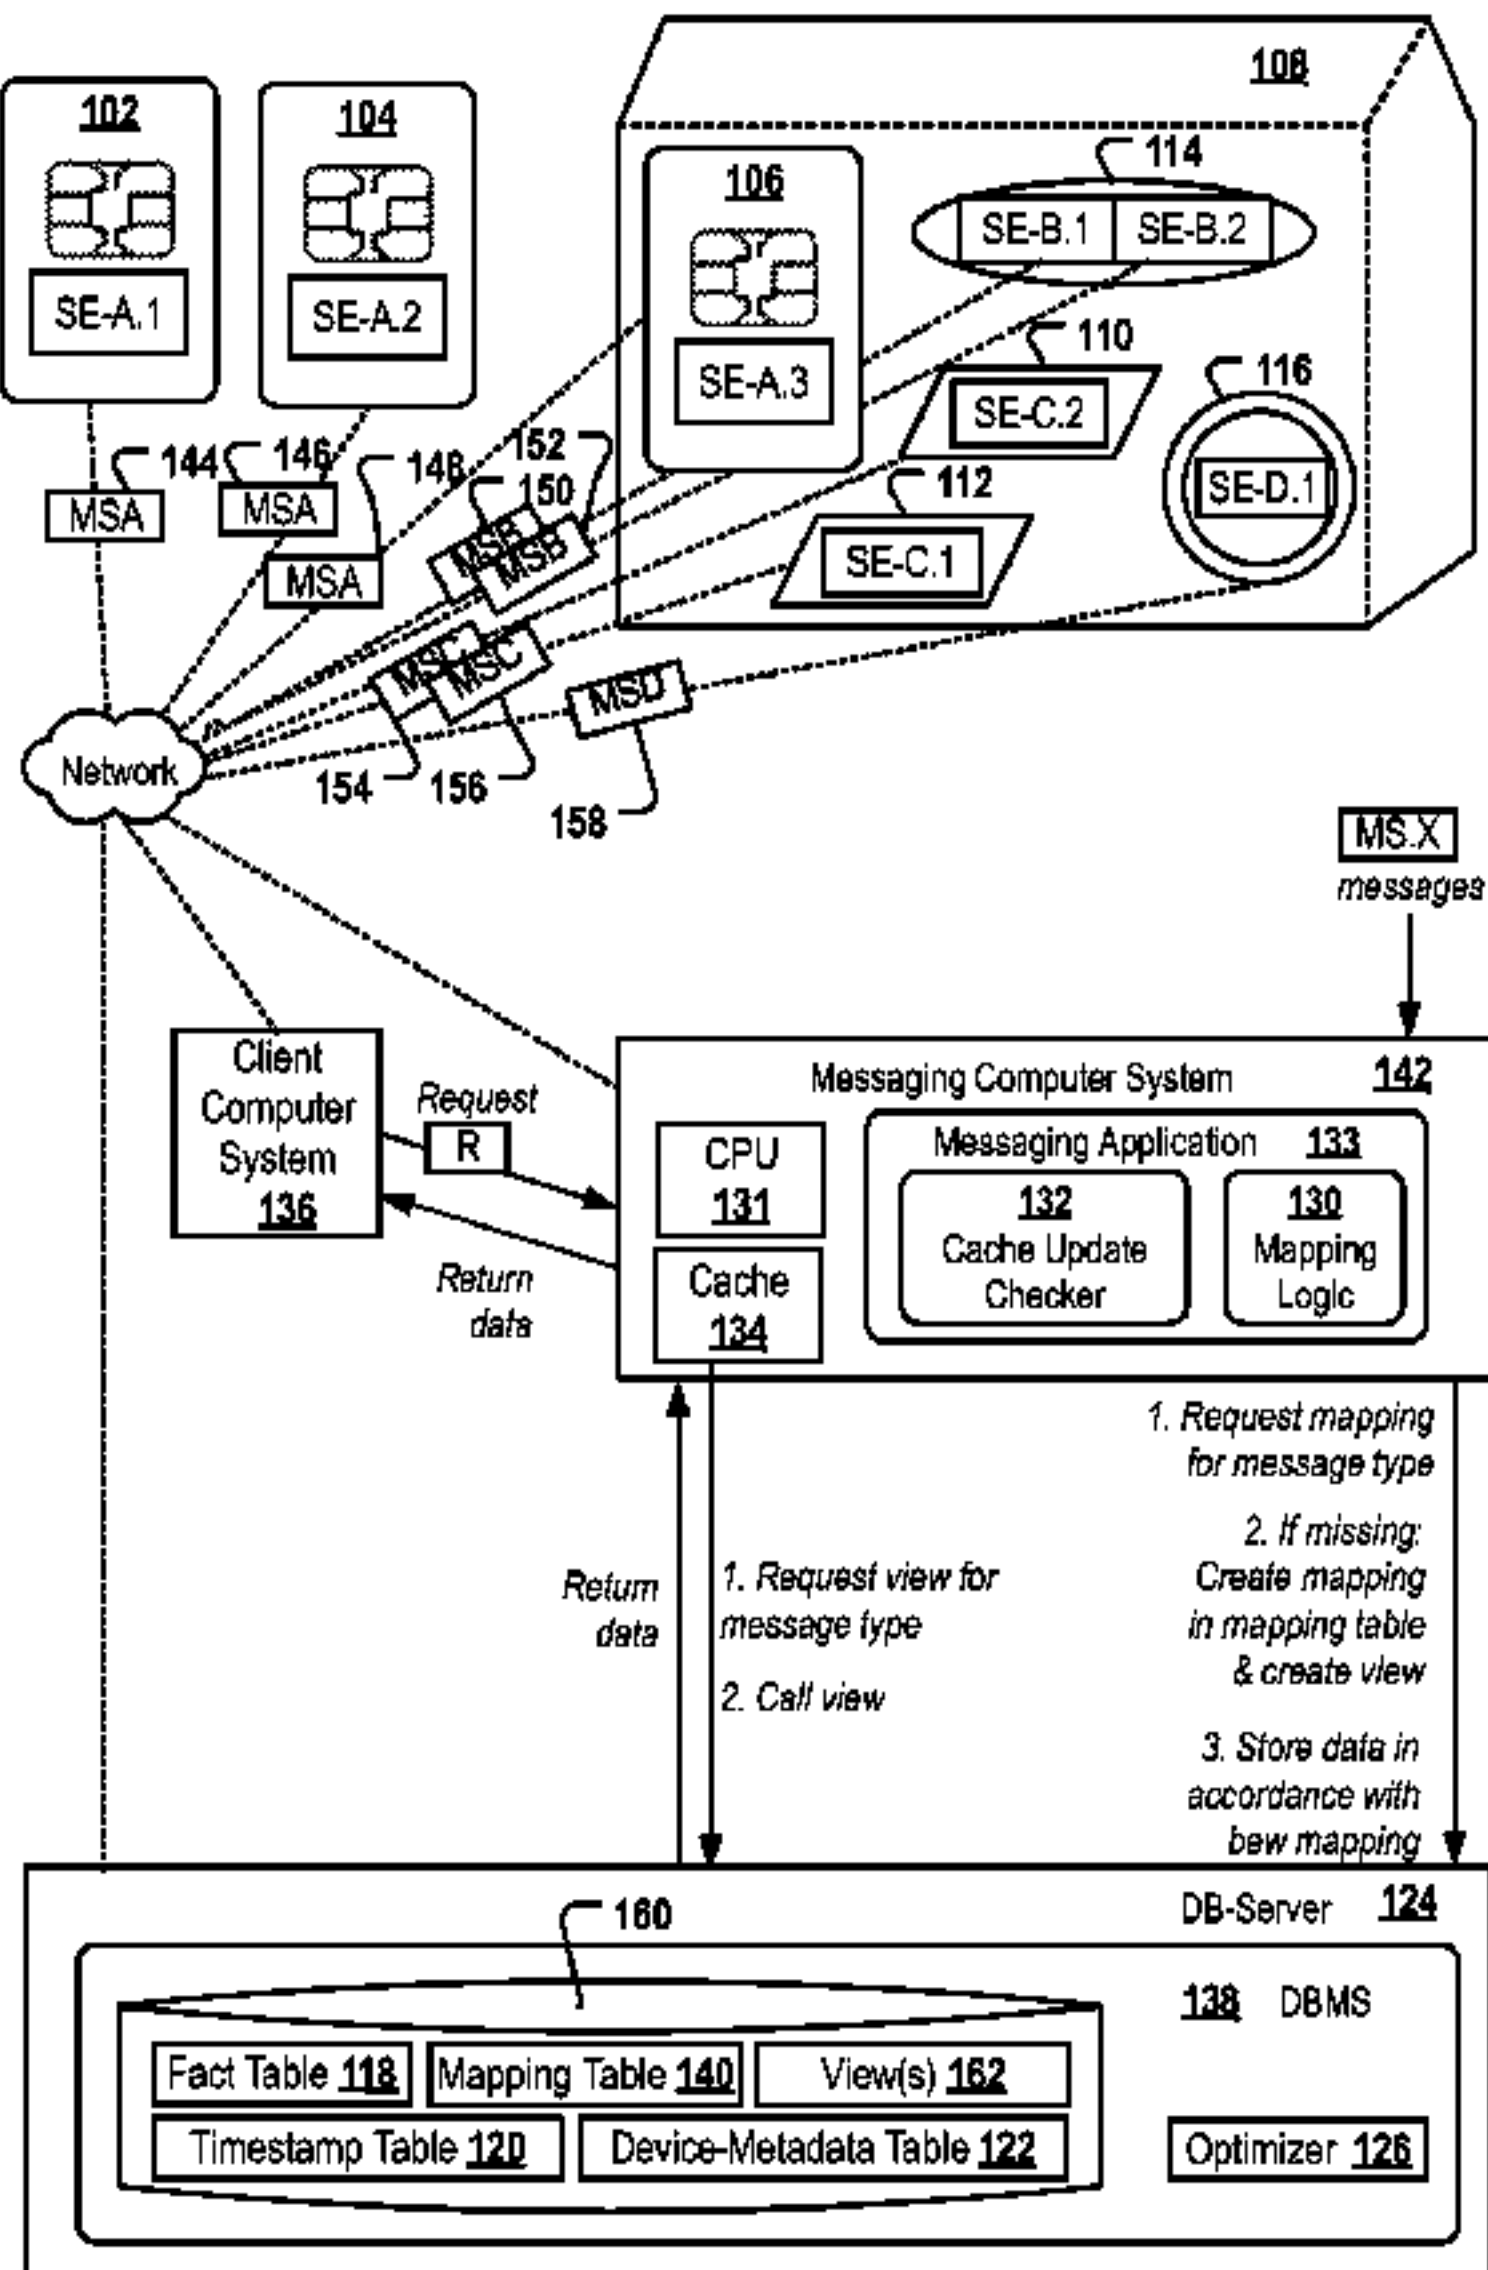 102
104
108
106
114
SE-A.1
SE-A.2
SE-A.3
SE-B.1
SE-B.2
110
SE-C.2
116
SE-D.1
112
SE-C.1
144
146
148
150
152
MSA
MSA
MSA
MSB
MSB
MSC
MSC
MSD
154
156
158
Network
MS.X
messages
Client
Computer
System
136
Request
R
Return
data
Messaging Computer System 142
CPU
131
Cache
134
Messaging Application 133
132
Cache Update
Checker
130
Mapping
Logic
Return
data
1. Request view for
message type
2. Call view
1. Request mapping
for message type
2. If missing:
Create mapping
in mapping table
& create view
3. Store data in
accordance with
bew mapping
DB-Server 124
160
138 DBMS
Fact Table 118
Mapping Table 140
View(s) 162
Timestamp Table 120
Device-Metadata Table 122
Optimizer 126